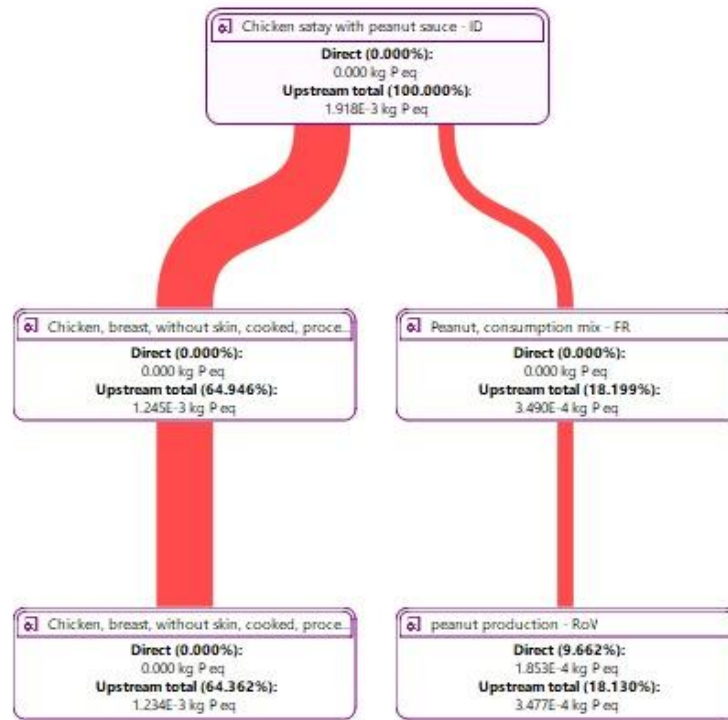 Chicken satay with peanut sauce - ID
Direct (0.000%):
0.000 kg P eq
Upstream total (100.000%):
1.918E-3 kg P eq
Chicken, breast, without skin, cooked, proce...
Direct (0.000%):
0.000 kg P eq
Upstream total (64.946%):
1.245E-3 kg P eq
Peanut, consumption mix - FR
Direct (0.000%):
0.000 kg P eq
Upstream total (18.199%):
3.490E-4 kg P eq
Chicken, breast, without skin, cooked, proce...
Direct (0.000%):
0.000 kg P eq
Upstream total (64.362%):
1.234E-3 kg P eq
peanut production - RoV
Direct (9.662%):
1.853E-4 kg P eq
Upstream total (18.130%):
3.477E-4 kg P eq